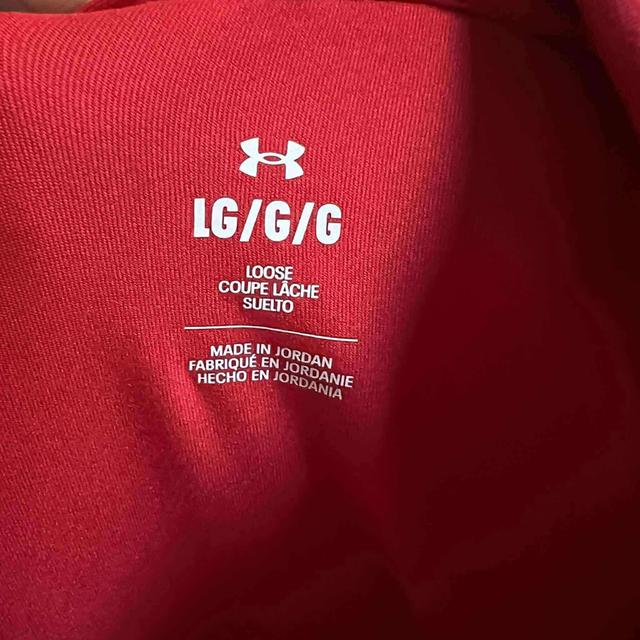 LG/G/G
LOOSE
COUPE LÂCHE
SUELTO
MADE IN JORDAN
FABRIQUÉ EN JORDANIE
HECHO EN JORDANIA